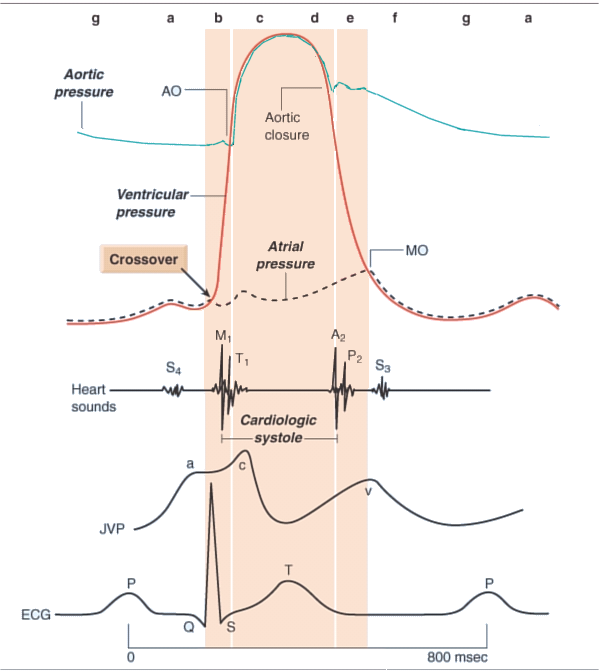 g a b c d e f g a
Aortic
pressure
AO
Aortic
closure
Ventricular
pressure
Atrial
pressure
MO
Crossover
M1
T1
A2
P2
S4
S3
Heart
sounds
Cardiologic
systole
a
c
v
JVP
P
T
P
ECG
Q
S
0
800 msec